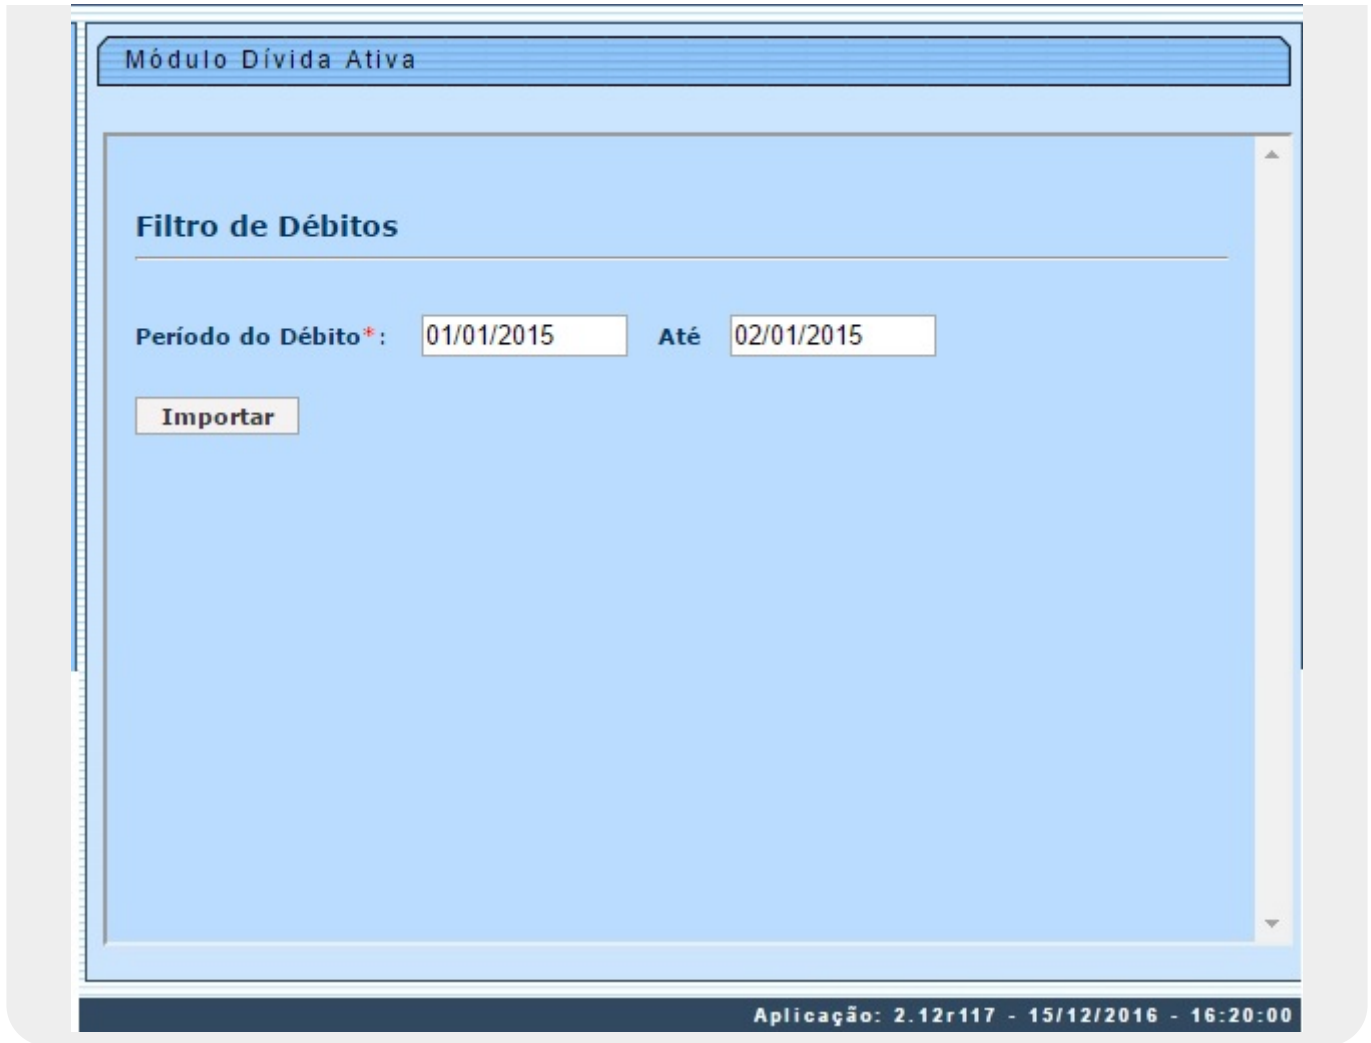 Módulo Dívida Ativa
Filtro de Débitos
Período do Débito*: 01/01/2015 Até 02/01/2015
Importar
Aplicação: 2.12r117 - 15/12/2016 - 16:20:00